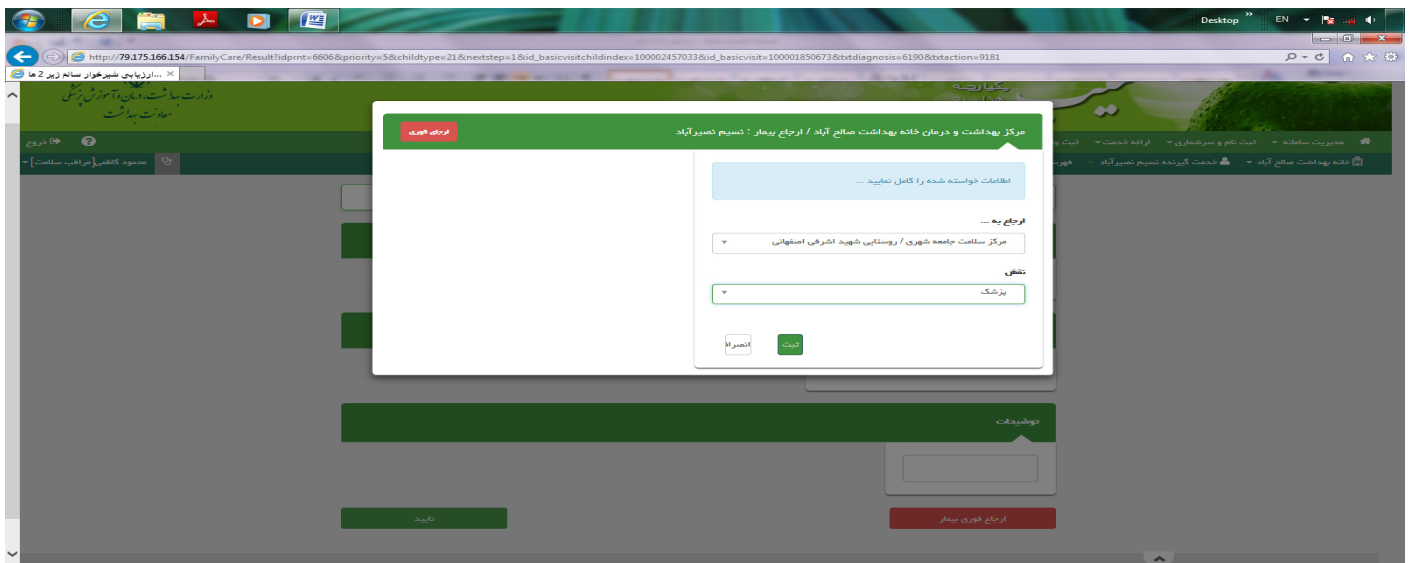 Desktop
EN
http://79.175.166.154/FamilyCare/Result?idprnt=6606&priority=5&childtype=21&nextstep=1&id_basicvisitchildindex=100002457033&id_basicvisit=100001850673&txtdiagnosis=6190&txtaction=9181
ارزیابی شیرخوار سالم زیر 2 ما...
وزارت بهداشت، درمان و آموزش پزشکی
معاونت بهداشت
یکپارچه
سیب
مدیریت سامانه
ثبت نام و سرشماری
ارائه خدمت
خروج
خانه بهداشت صالح آباد
خدمت گیرنده نسیم نصیرآباد
محمود کاظمی[مراقب سلامت]
مرکز بهداشت و درمان خانه بهداشت صالح آباد / ارجاع بیمار : نسیم نصیرآباد
ارجاع فوری
اطلاعات خواسته شده را کامل نمایید ...
ارجاع به ...
مرکز سلامت جامعه شهری / روستایی شهید اشرفی اصفهانی
نقش
پزشک
ثبت
انصرا
توضیحات
ارجاع فوری بیمار
تایید